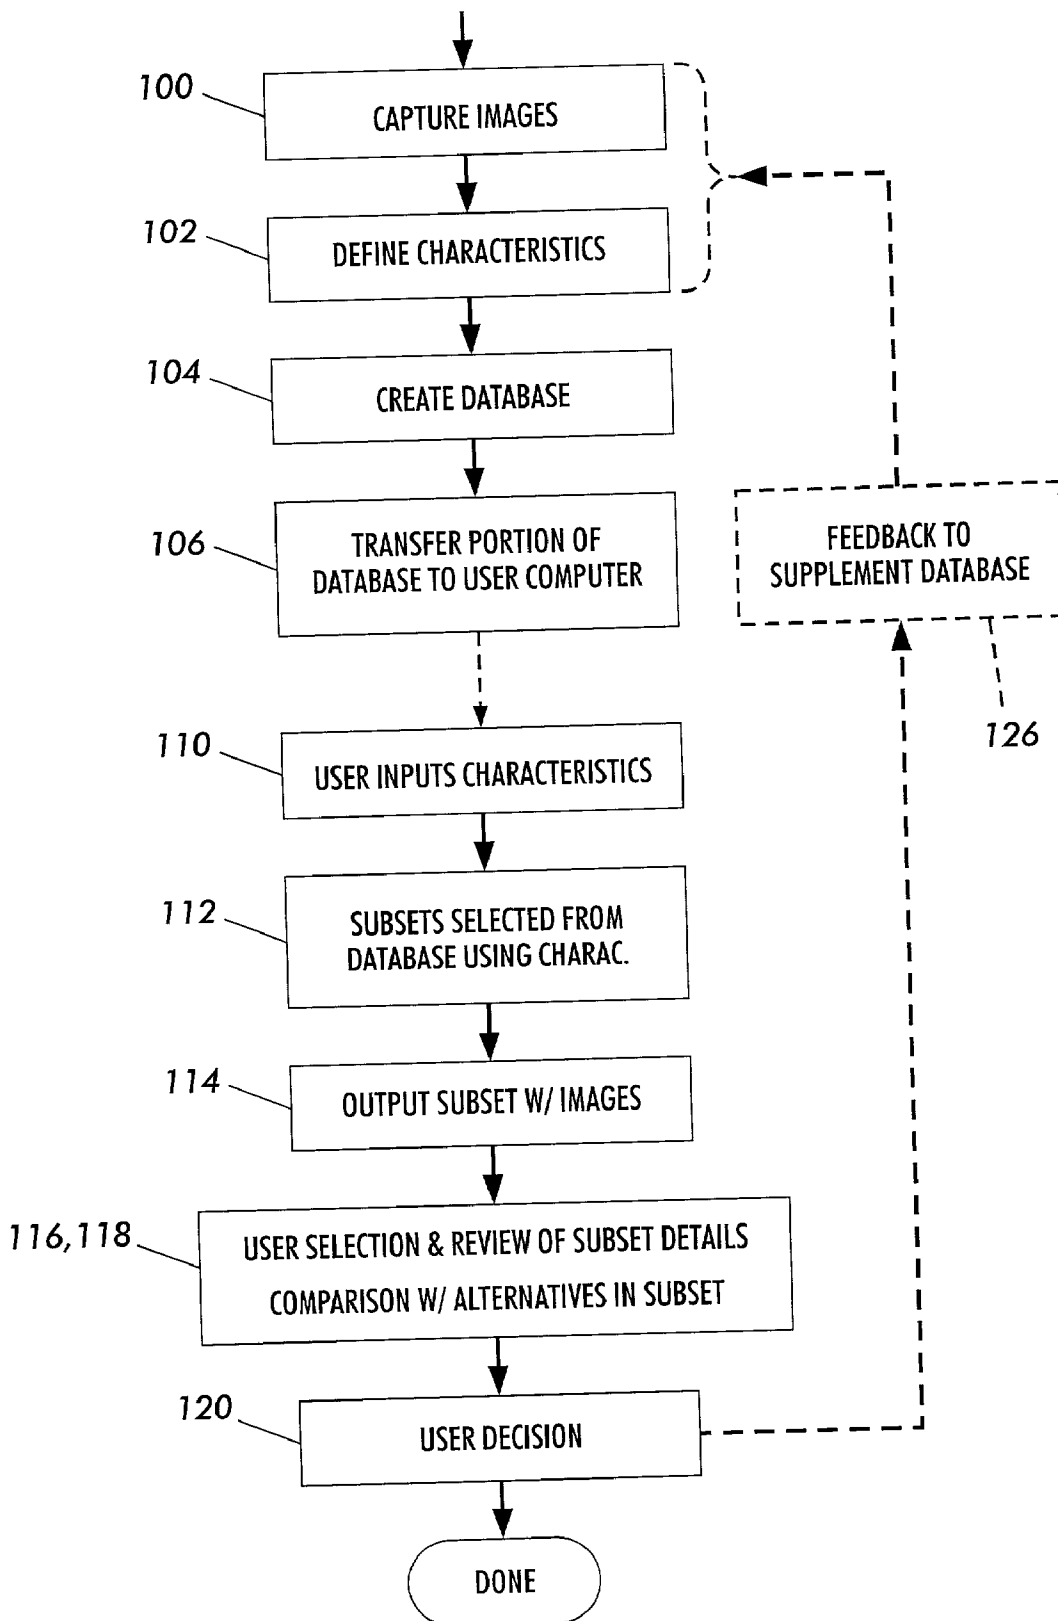 100
CAPTURE IMAGES
102
DEFINE CHARACTERISTICS
104
CREATE DATABASE
106
TRANSFER PORTION OF
DATABASE TO USER COMPUTER
FEEDBACK TO
SUPPLEMENT DATABASE
126
110
USER INPUTS CHARACTERISTICS
112
SUBSETS SELECTED FROM
DATABASE USING CHARAC.
114
OUTPUT SUBSET W/ IMAGES
116,118
USER SELECTION & REVIEW OF SUBSET DETAILS
COMPARISON W/ ALTERNATIVES IN SUBSET
120
USER DECISION
DONE